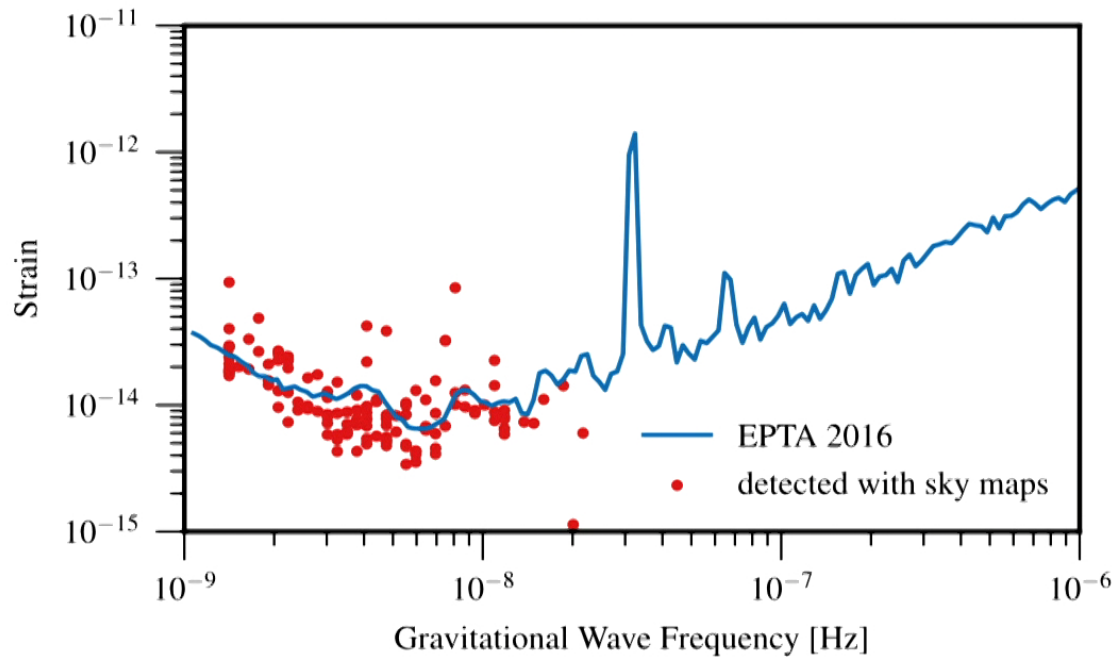 10⁻¹¹
10⁻¹²
10⁻¹³
10⁻¹⁴
10⁻¹⁵
Strain
EPTA 2016
detected with sky maps
10⁻⁹ 10⁻⁸ 10⁻⁷ 10⁻⁶
Gravitational Wave Frequency [Hz]